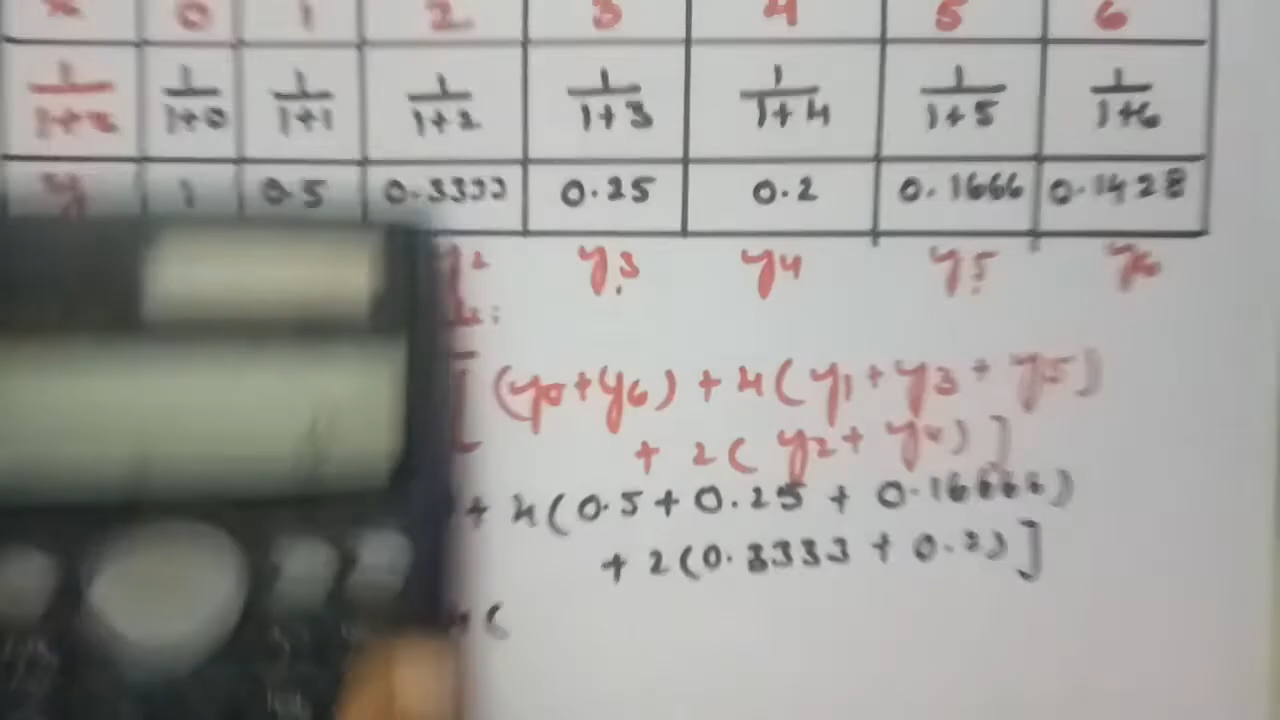 x 0 1 2 3 4 5 6
1/1+x 1/1+0 1/1+1 1/1+2 1/1+3 1/1+4 1/1+5 1/1+6
y 1 0.5 0.3333 0.25 0.2 0.1666 0.1428
y2 y3 y4 y5 y6
[(y0+y6) + 4(y1+y3+y5)
+ 2(y2+y4)]
+ 4(0.5+0.25+0.16666)
+ 2(0.3333+0.2)]